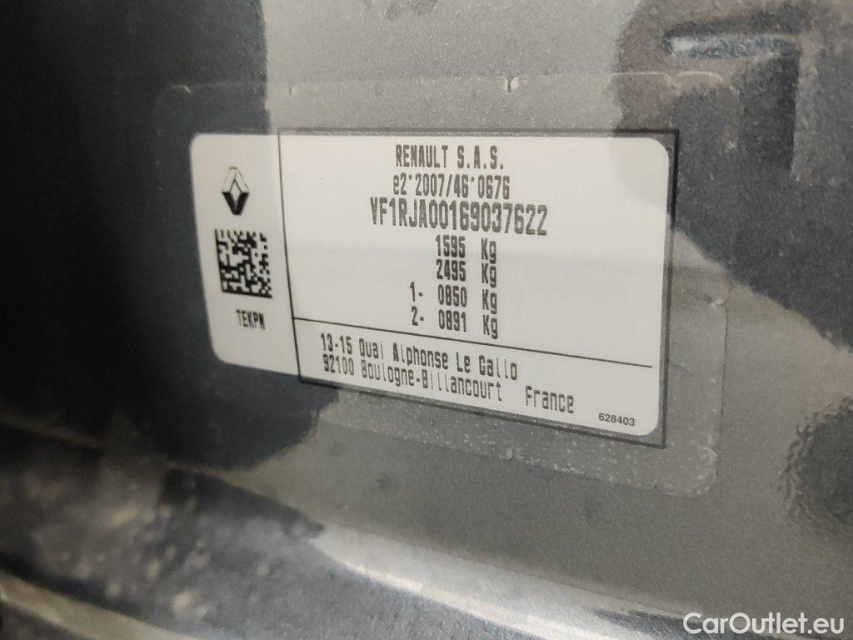 RENAULT S.A.S.
e2*2007/46*0676
VF1RJA00169037622
1595 Kg
2495 Kg
1- 0850 Kg
2- 0891 Kg
TEKPN
13-15 Quai Alphonse Le Gallo
92100 Boulogne-Billancourt France
628403
CarOutlet.eu